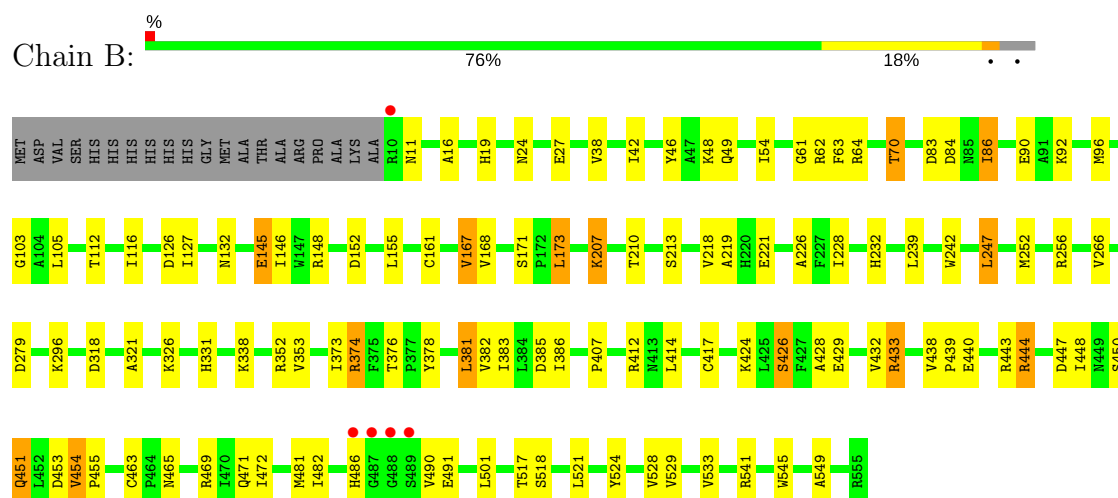 %
Chain B:
76% 18% • •
MET ASP VAL SER HIS HIS HIS HIS HIS HIS GLY MET ALA THR ALA ARG PRO ALA LYS ALA R10 N11 A16 H19 N24 E27 V38 I42 Y46 A47 K48 Q49 I54 G61 R62 F63 R64 T70 D83 D84 N85 I86 E90 A91 K92 M96
G103 A104 L105 T112 I116 D126 I127 N132 E145 I146 W147 R148 D152 L155 C161 V167 V168 S171 P172 L173 K207 T210 S213 V218 A219 H220 E221 A226 F227 I228 H232 L239 W242 L247 M252 R256 V266
D279 K296 D318 A321 K326 H331 K338 R352 V353 I373 R374 F375 T376 P377 Y378 L381 V382 I383 L384 D385 I386 P407 R412 N413 L414 C417 K424 L425 S426 F427 A428 E429 V432 R433 V438 P439 E440 R443 R444 D447 I448 N449 S450
Q451 L452 D453 V454 P455 C463 P464 N465 R469 I470 Q471 I472 M481 I482 H486 G487 G488 S489 V490 E491 L501 T517 S518 L521 Y524 V528 V529 V533 R541 W545 A549 R555